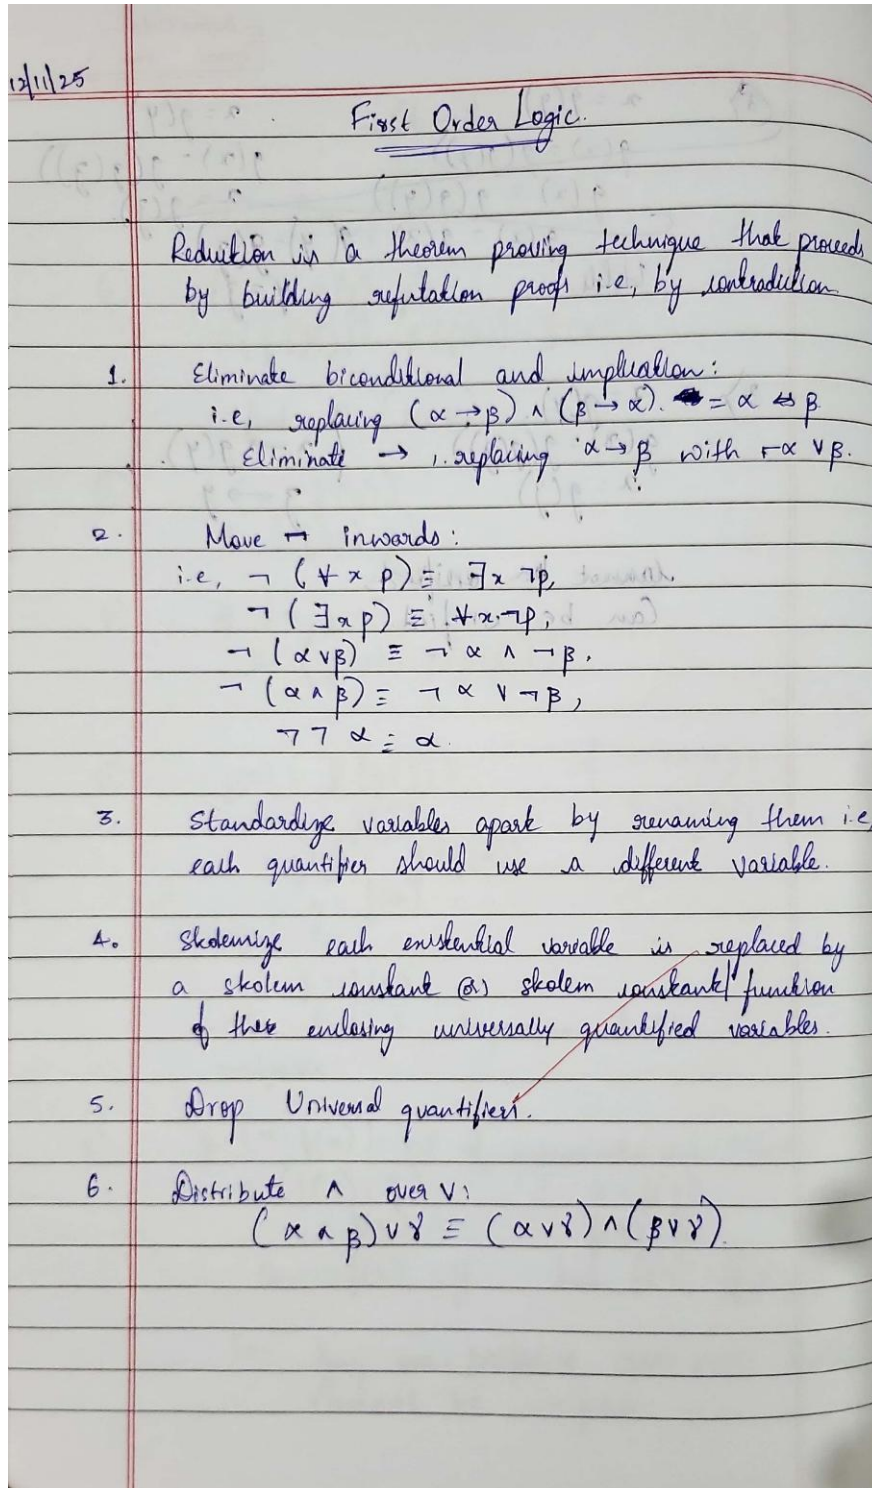 12/11/25
First Order Logic.
Reduction is a theorem proving technique that proceeds
by building refutation proofs i.e, by contradiction.
1. Eliminate biconditional and implication:
i.e, replacing (α → β) ∧ (β → α). = α ⇔ β
Eliminate → , replacing α → β with ¬α ∨ β.
2. Move ¬ inwards:
i.e, ¬ (∀ x p) ≡ ∃x ¬p,
¬ (∃x p) ≡ ∀ x ¬p,
¬ (α ∨ β) ≡ ¬ α ∧ ¬ β,
¬ (α ∧ β) ≡ ¬ α ∨ ¬ β,
¬ ¬ α ≡ α.
3. Standardize variables apart by renaming them i.e,
each quantifier should use a different variable.
4. Skolemize each existential variable is replaced by
a skolem constant (or) skolem constant/function
of the enclosing universally quantified variables.
5. Drop Universal quantifiers.
6. Distribute ∧ over ∨:
(α ∧ β) ∨ γ ≡ (α ∨ γ) ∧ (β ∨ γ).